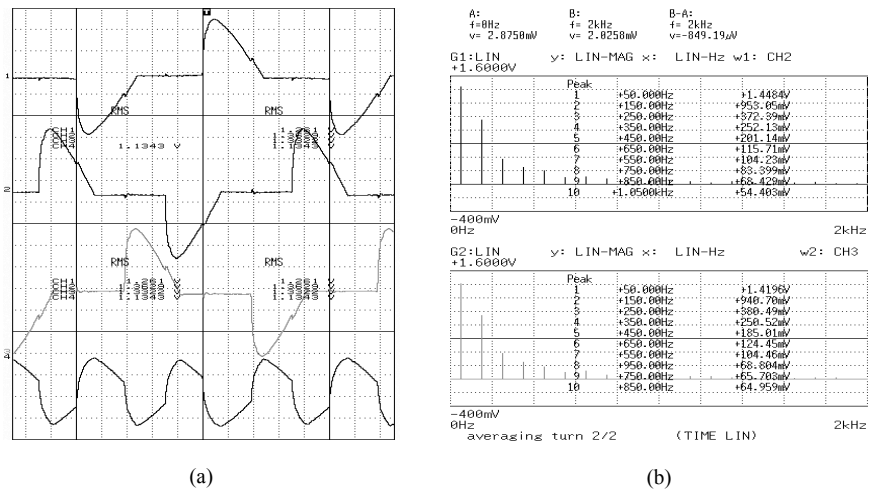 A: B: B-A:
f=0Hz f= 2kHz f= 2kHz
v= 2.8750mV v= 2.0258mV v=-849.19µV
G1:LIN y: LIN-MAG x: LIN-Hz w1: CH2
+1.6000V
Peak
1 +50.000Hz +1.4484V
2 +150.00Hz +953.05mV
3 +250.00Hz +372.39mV
4 +350.00Hz +252.13mV
5 +450.00Hz +201.14mV
6 +650.00Hz +115.71mV
7 +550.00Hz +104.23mV
8 +750.00Hz +83.399mV
9 +850.00Hz +68.429mV
10 +1.0500kHz +54.403mV
-400mV
0Hz 2kHz
G2:LIN y: LIN-MAG x: LIN-Hz w2: CH3
+1.6000V
Peak
1 +50.000Hz +1.4196V
2 +150.00Hz +940.70mV
3 +250.00Hz +380.49mV
4 +350.00Hz +250.52mV
5 +450.00Hz +185.01mV
6 +650.00Hz +124.45mV
7 +550.00Hz +104.46mV
8 +950.00Hz +68.804mV
9 +750.00Hz +65.703mV
10 +850.00Hz +64.959mV
-400mV
0Hz 2kHz
averaging turn 2/2 (TIME LIN)
T
1
RMS
1.1343 V
RMS RMS
(a) (b)